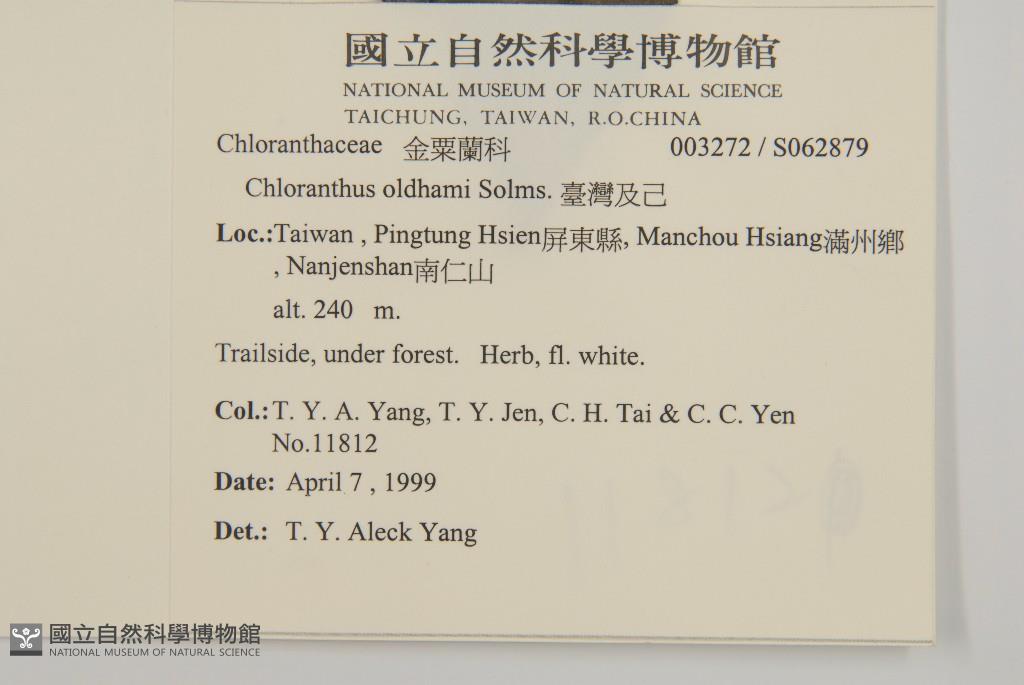 國立自然科學博物館
NATIONAL MUSEUM OF NATURAL SCIENCE
TAICHUNG, TAIWAN, R.O.CHINA
Chloranthaceae 金粟蘭科 003272 / S062879
Chloranthus oldhami Solms. 臺灣及己
Loc.:Taiwan , Pingtung Hsien屏東縣, Manchou Hsiang滿州鄉
, Nanjenshan南仁山
alt. 240 m.
Trailside, under forest. Herb, fl. white.
Col.: T. Y. A. Yang, T. Y. Jen, C. H. Tai & C. C. Yen
No.11812
Date: April 7 , 1999
Det.: T. Y. Aleck Yang
國立自然科學博物館
NATIONAL MUSEUM OF NATURAL SCIENCE